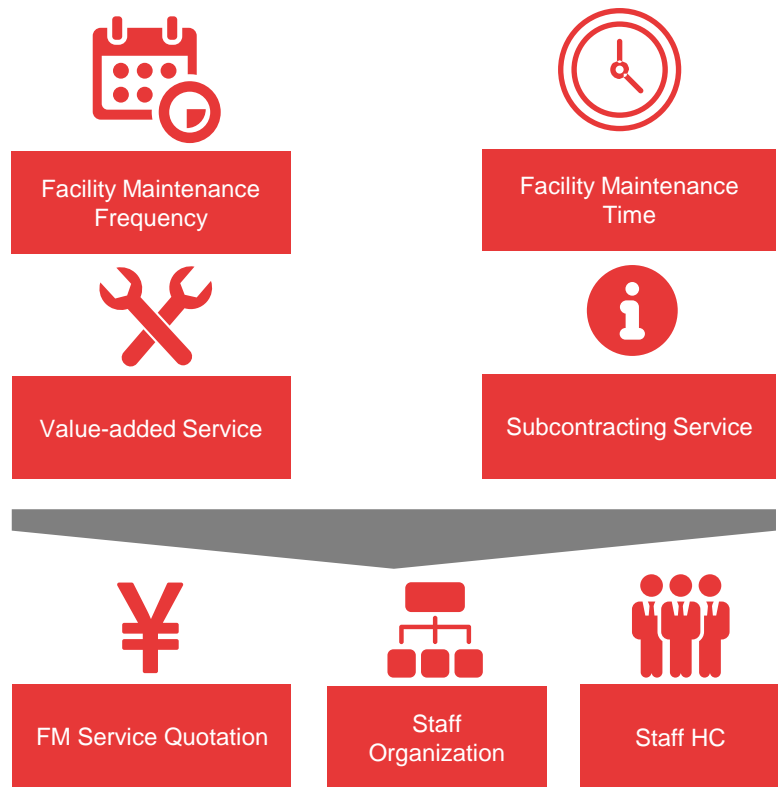 Facility Maintenance
Frequency
Facility Maintenance
Time
Value-added Service
Subcontracting Service
¥
FM Service Quotation
Staff
Organization
Staff HC